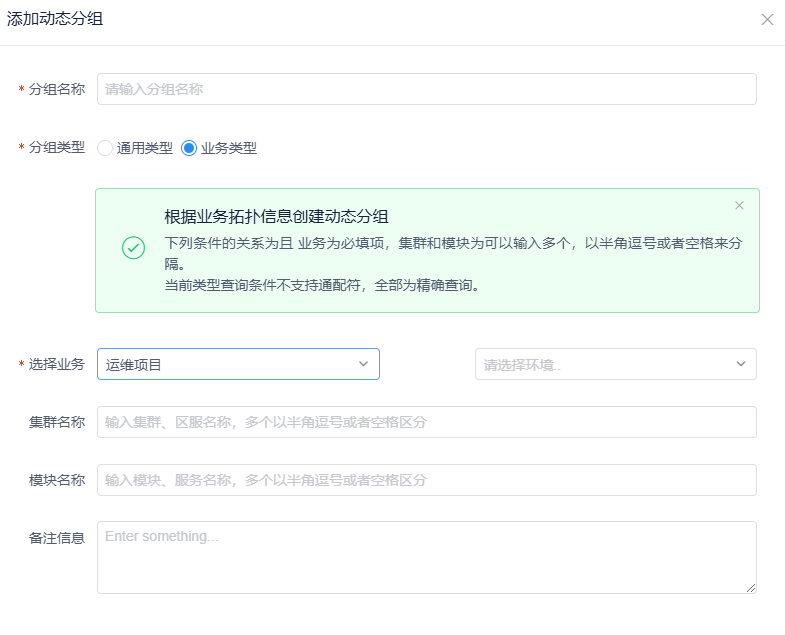 添加动态分组
* 分组名称 请输入分组名称
* 分组类型 通用类型 业务类型
根据业务拓扑信息创建动态分组
下列条件的关系为且 业务为必填项，集群和模块为可以输入多个，以半角逗号或者空格来分
隔。
当前类型查询条件不支持通配符，全部为精确查询。
* 选择业务 运维项目 请选择环境..
集群名称 输入集群、区服名称，多个以半角逗号或者空格区分
模块名称 输入模块、服务名称，多个以半角逗号或者空格区分
备注信息 Enter something...